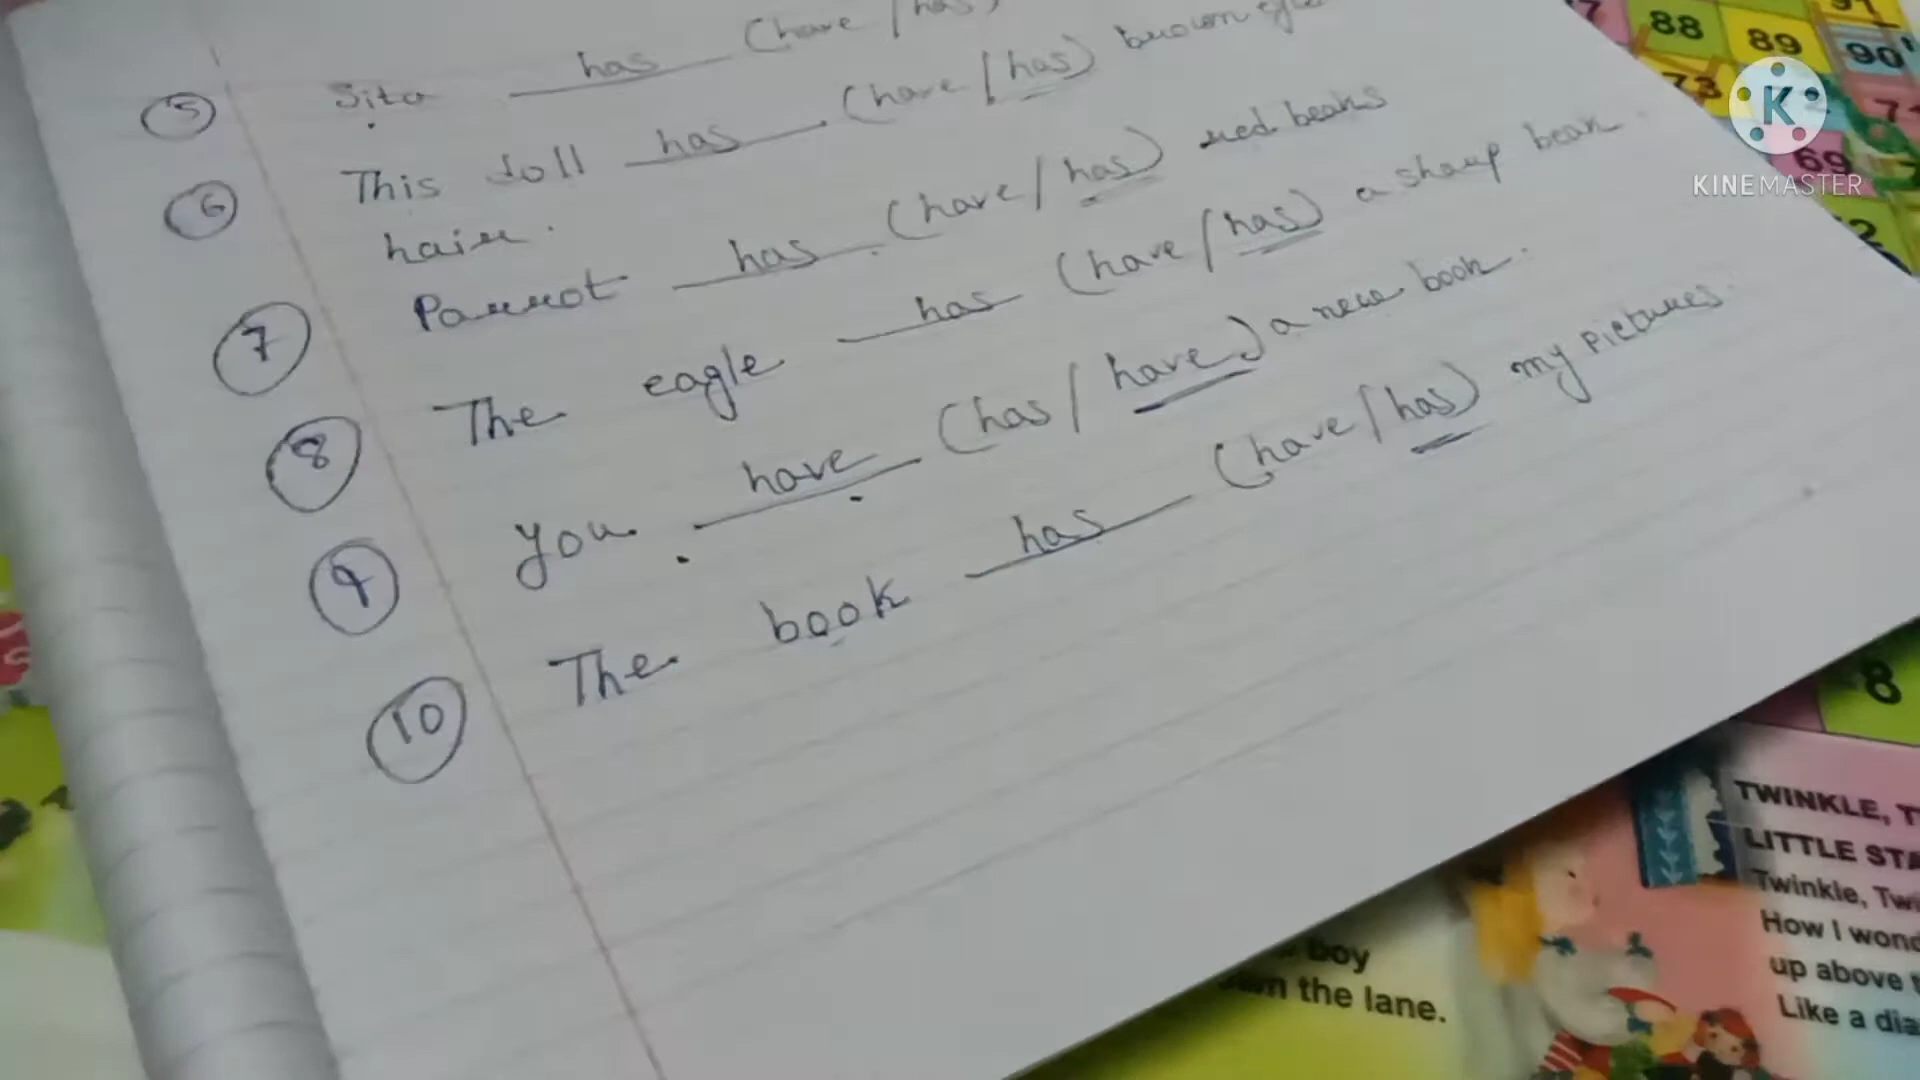 (have / has)
5 Sita has (have / has) brown
6 This doll has (have / has) red beaks
hair.
7 Parrot has (have / has) a sharp beak.
8 The eagle has (has / have) a new book.
9 You have (have / has) my pictures.
10 The book has
88 89 90
73
69
8
K
KINEMASTER
TWINKLE, T
LITTLE STA
Twinkle, Twi
How I wond
up above t
Like a dia
boy
the lane.